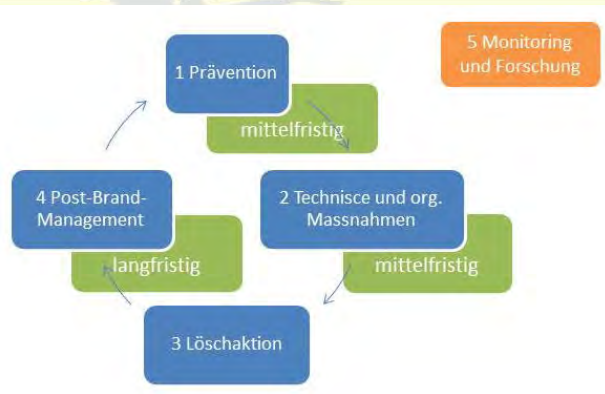 5 Monitoring
und Forschung
1 Prävention
mittelfristig
4 Post-Brand-
Management
langfristig
2 Technisce und org.
Massnahmen
mittelfristig
3 Löschaktion